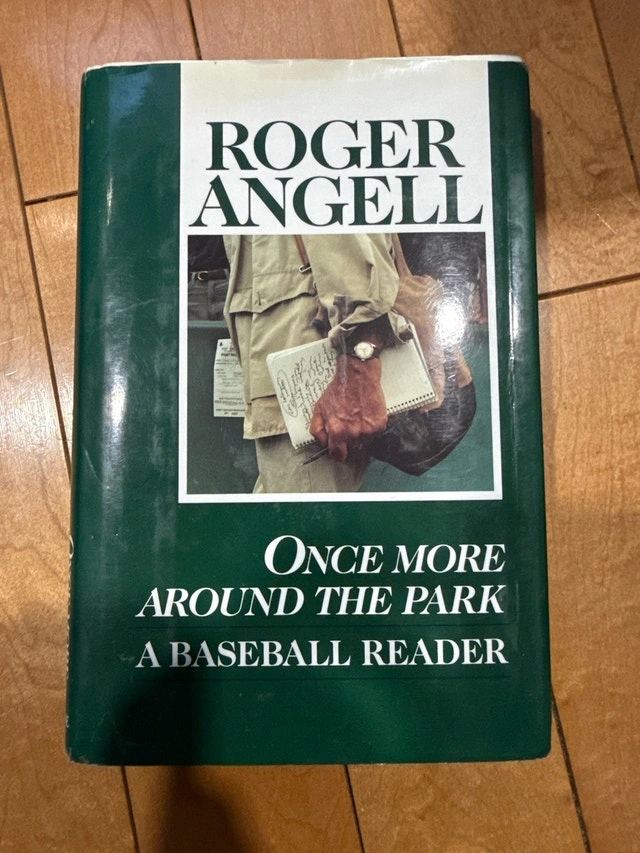 ROGER
ANGELL
ONCE MORE
AROUND THE PARK
A BASEBALL READER